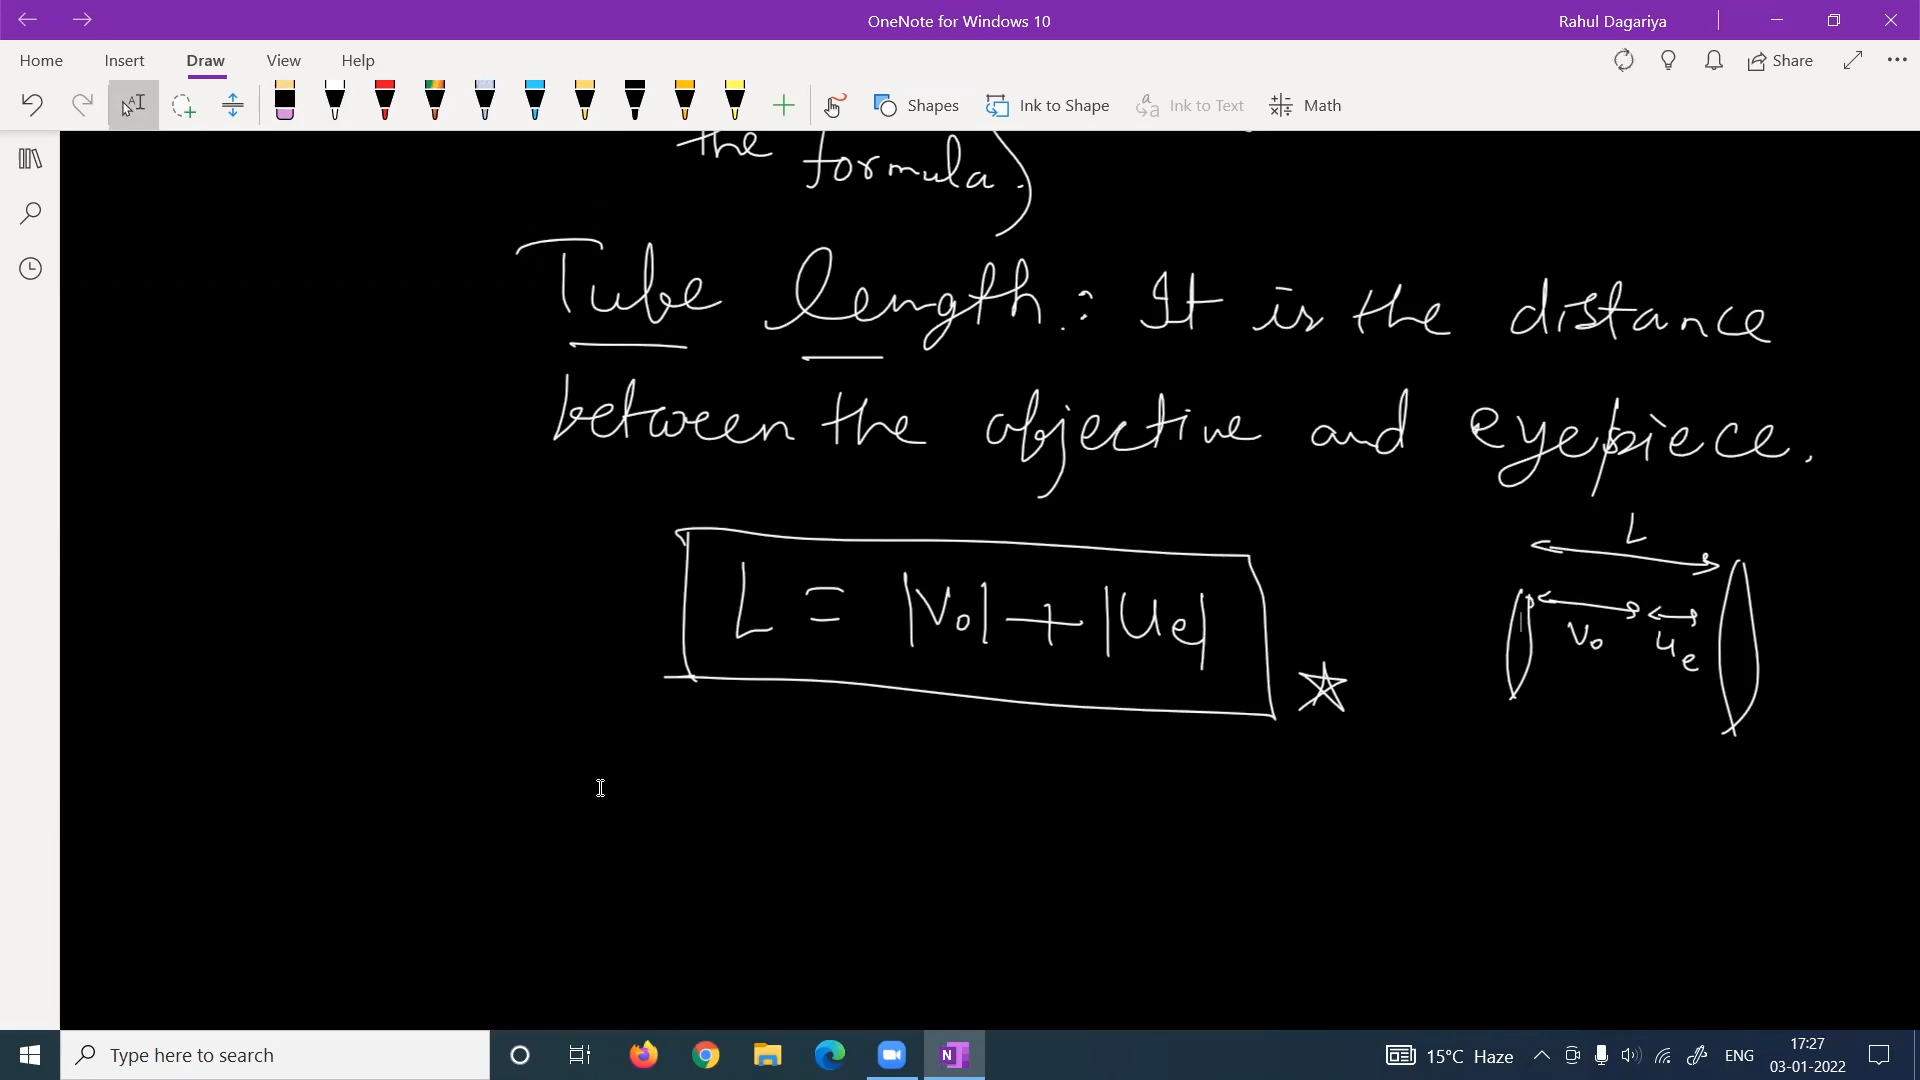 OneNote for Windows 10
Rahul Dagariya
Home Insert Draw View Help
Share
Shapes Ink to Shape Ink to Text Math
the formula.)
Tube length: It is the distance
between the objective and eyepiece.
L
L = |Vo| + |Ue|
Vo
ue
Type here to search
15°C Haze
ENG
17:27
03-01-2022